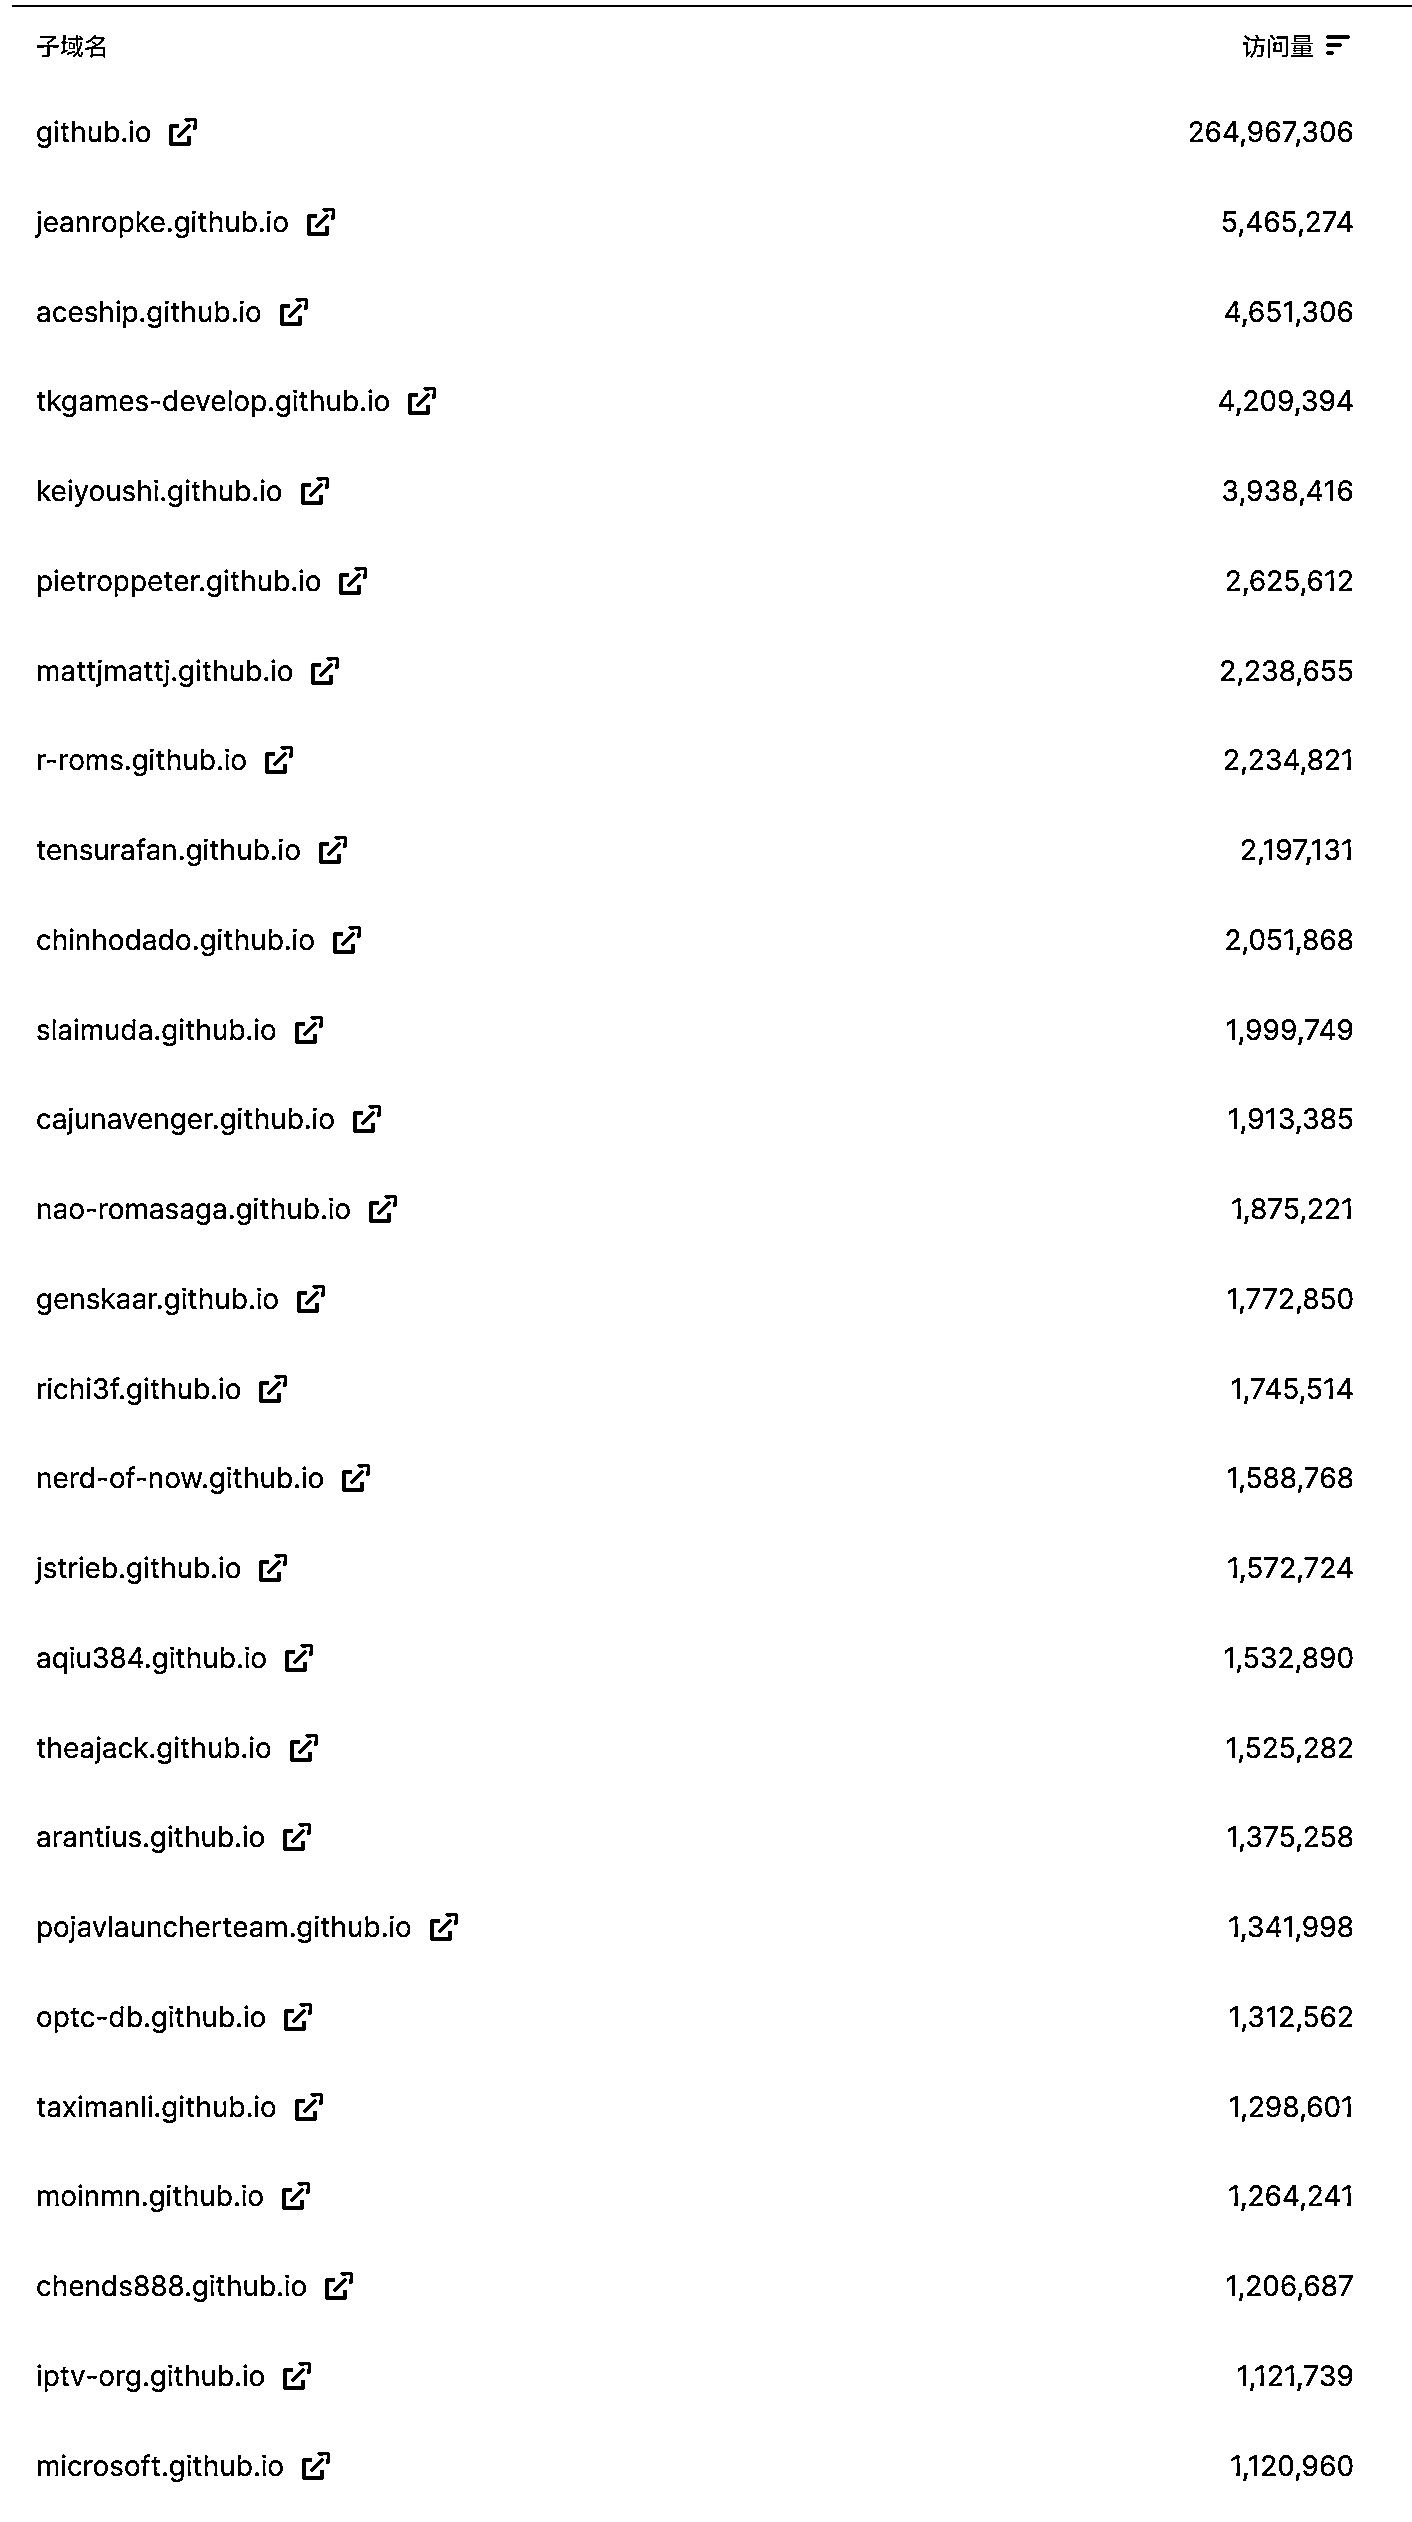 子域名 访问量
github.io 264,967,306
jeanropke.github.io 5,465,274
aceship.github.io 4,651,306
tkgames-develop.github.io 4,209,394
keiyoushi.github.io 3,938,416
pietroppeter.github.io 2,625,612
mattjmattj.github.io 2,238,655
r-roms.github.io 2,234,821
tensurafan.github.io 2,197,131
chinhodado.github.io 2,051,868
slaimuda.github.io 1,999,749
cajunavenger.github.io 1,913,385
nao-romasaga.github.io 1,875,221
genskaar.github.io 1,772,850
richi3f.github.io 1,745,514
nerd-of-now.github.io 1,588,768
jstrieb.github.io 1,572,724
aqiu384.github.io 1,532,890
theajack.github.io 1,525,282
arantius.github.io 1,375,258
pojavlauncherteam.github.io 1,341,998
optc-db.github.io 1,312,562
taximanli.github.io 1,298,601
moinmn.github.io 1,264,241
chends888.github.io 1,206,687
iptv-org.github.io 1,121,739
microsoft.github.io 1,120,960